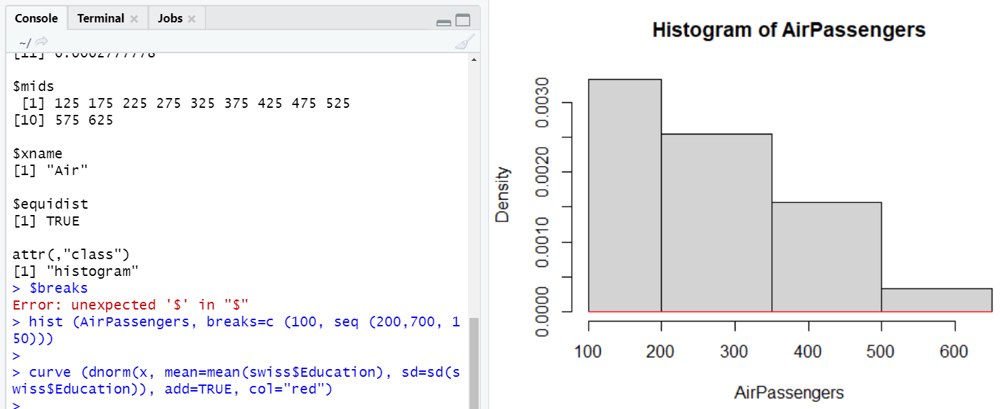 Console Terminal × Jobs ×
~/
[11] 0.0002777778
$mids
[1] 125 175 225 275 325 375 425 475 525
[10] 575 625
$xname
[1] "Air"
$equidist
[1] TRUE
attr(,"class")
[1] "histogram"
> $breaks
Error: unexpected '$' in "$"
> hist (AirPassengers, breaks=c (100, seq (200,700, 1
50)))
>
> curve (dnorm(x, mean=mean(swiss$Education), sd=sd(s
wiss$Education)), add=TRUE, col="red")
>
Histogram of AirPassengers
Density
0.0000 0.0010 0.0020 0.0030
100 200 300 400 500 600
AirPassengers